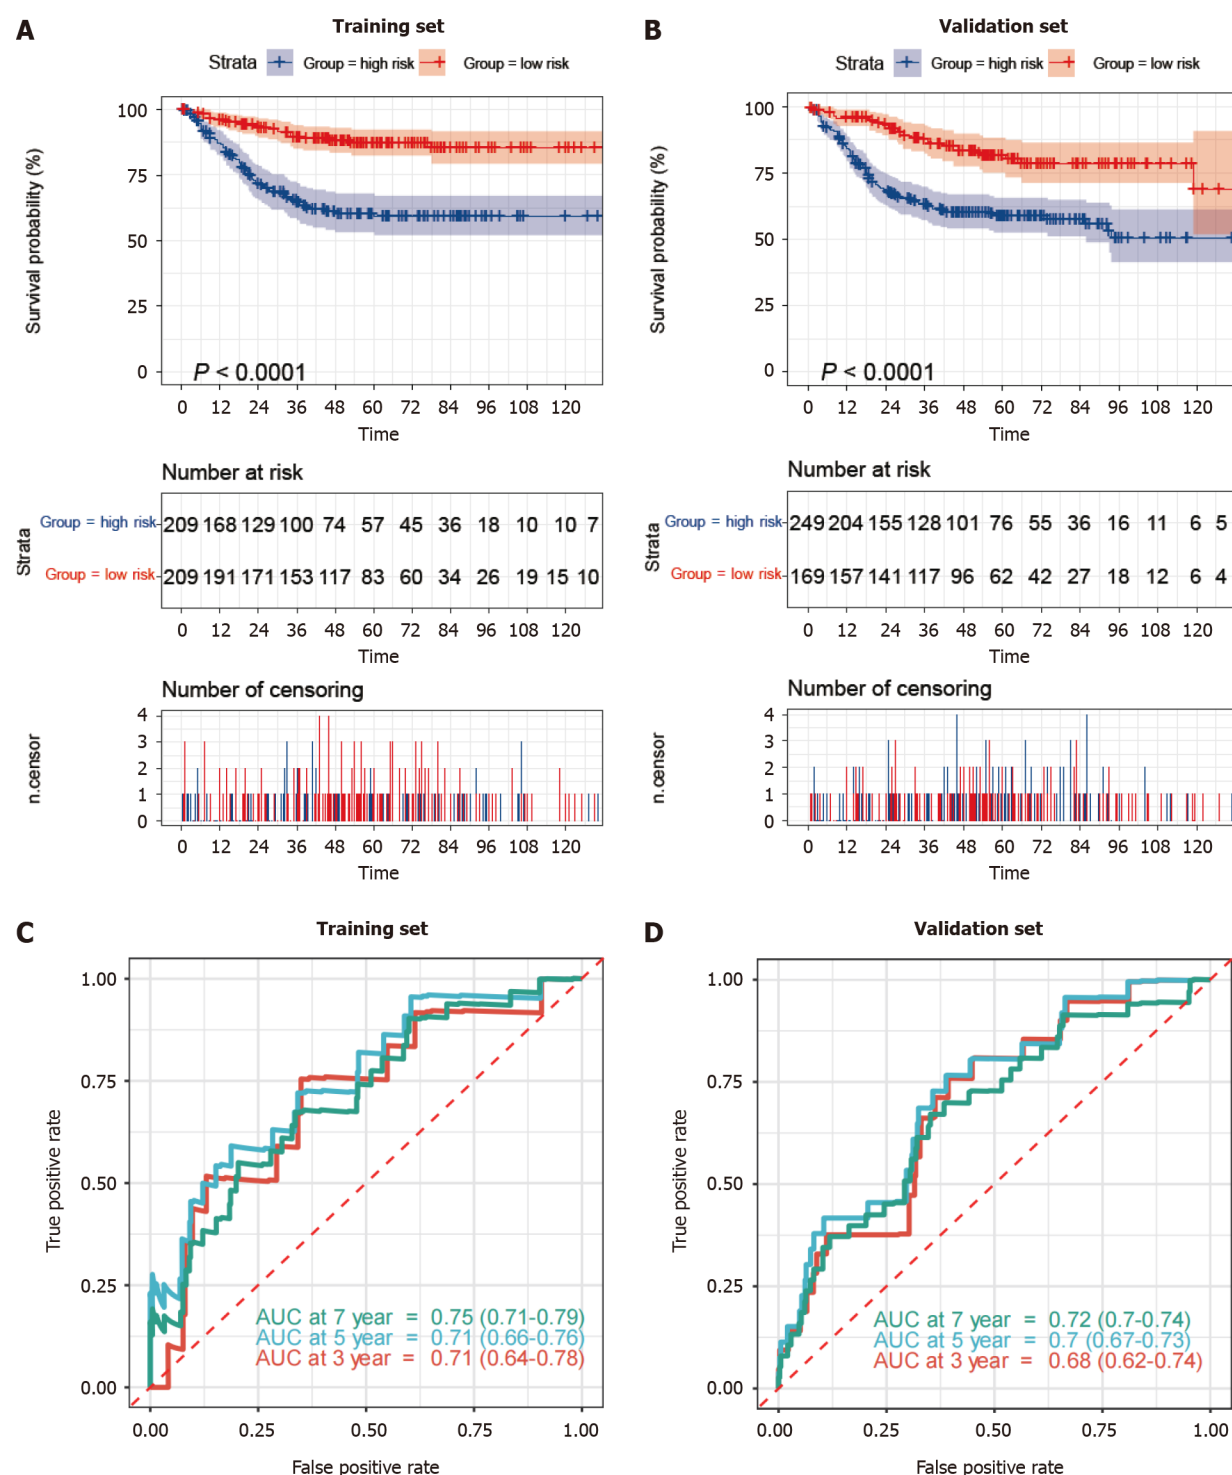 A
Training set
Strata Group = high risk Group = low risk
Survival probability (%)
100
75
50
25
0
P < 0.0001
0 12 24 36 48 60 72 84 96 108 120
Time
Number at risk
Strata
Group = high risk 209 168 129 100 74 57 45 36 18 10 10 7
Group = low risk 209 191 171 153 117 83 60 34 26 19 15 10
0 12 24 36 48 60 72 84 96 108 120
Time
Number of censoring
n.censor
4
3
2
1
0
0 12 24 36 48 60 72 84 96 108 120
Time
B
Validation set
Strata Group = high risk Group = low risk
Survival probability (%)
100
75
50
25
0
P < 0.0001
0 12 24 36 48 60 72 84 96 108 120
Time
Number at risk
Strata
Group = high risk 249 204 155 128 101 76 55 36 16 11 6 5
Group = low risk 169 157 141 117 96 62 42 27 18 12 6 4
0 12 24 36 48 60 72 84 96 108 120
Time
Number of censoring
n.censor
4
3
2
1
0
0 12 24 36 48 60 72 84 96 108 120
Time
C
Training set
True positive rate
1.00
0.75
0.50
0.25
0.00
AUC at 7 year = 0.75 (0.71-0.79)
AUC at 5 year = 0.71 (0.66-0.76)
AUC at 3 year = 0.71 (0.64-0.78)
0.00 0.25 0.50 0.75 1.00
False positive rate
D
Validation set
True positive rate
1.00
0.75
0.50
0.25
0.00
AUC at 7 year = 0.72 (0.7-0.74)
AUC at 5 year = 0.7 (0.67-0.73)
AUC at 3 year = 0.68 (0.62-0.74)
0.00 0.25 0.50 0.75 1.00
False positive rate